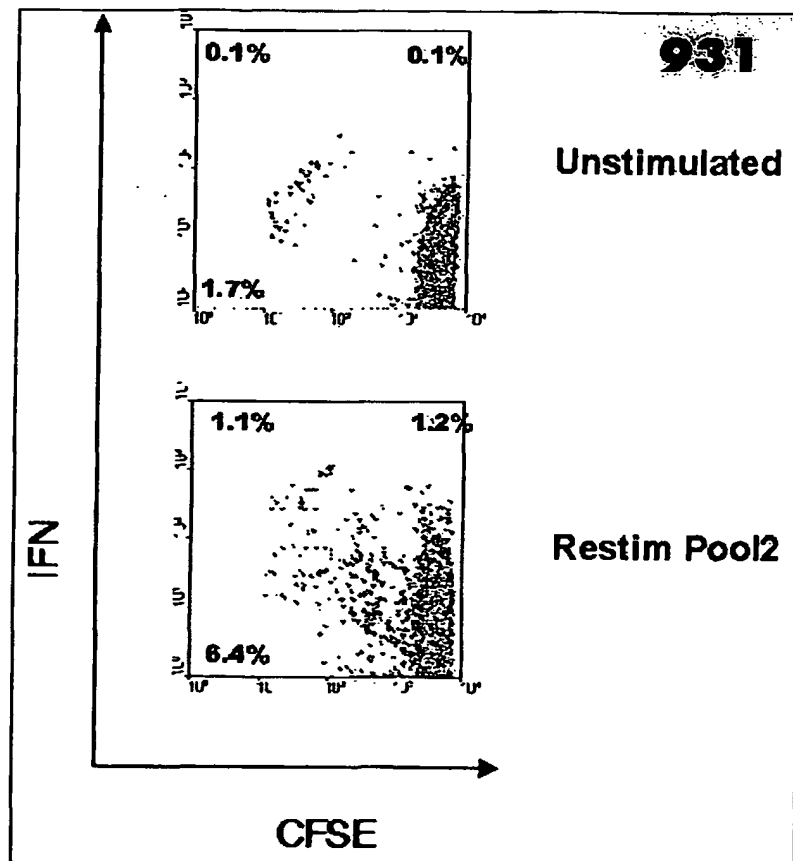 931
0.1% 0.1%
Unstimulated
1.7%
1.1% 1.2%
IFN
Restim Pool2
6.4%
CFSE